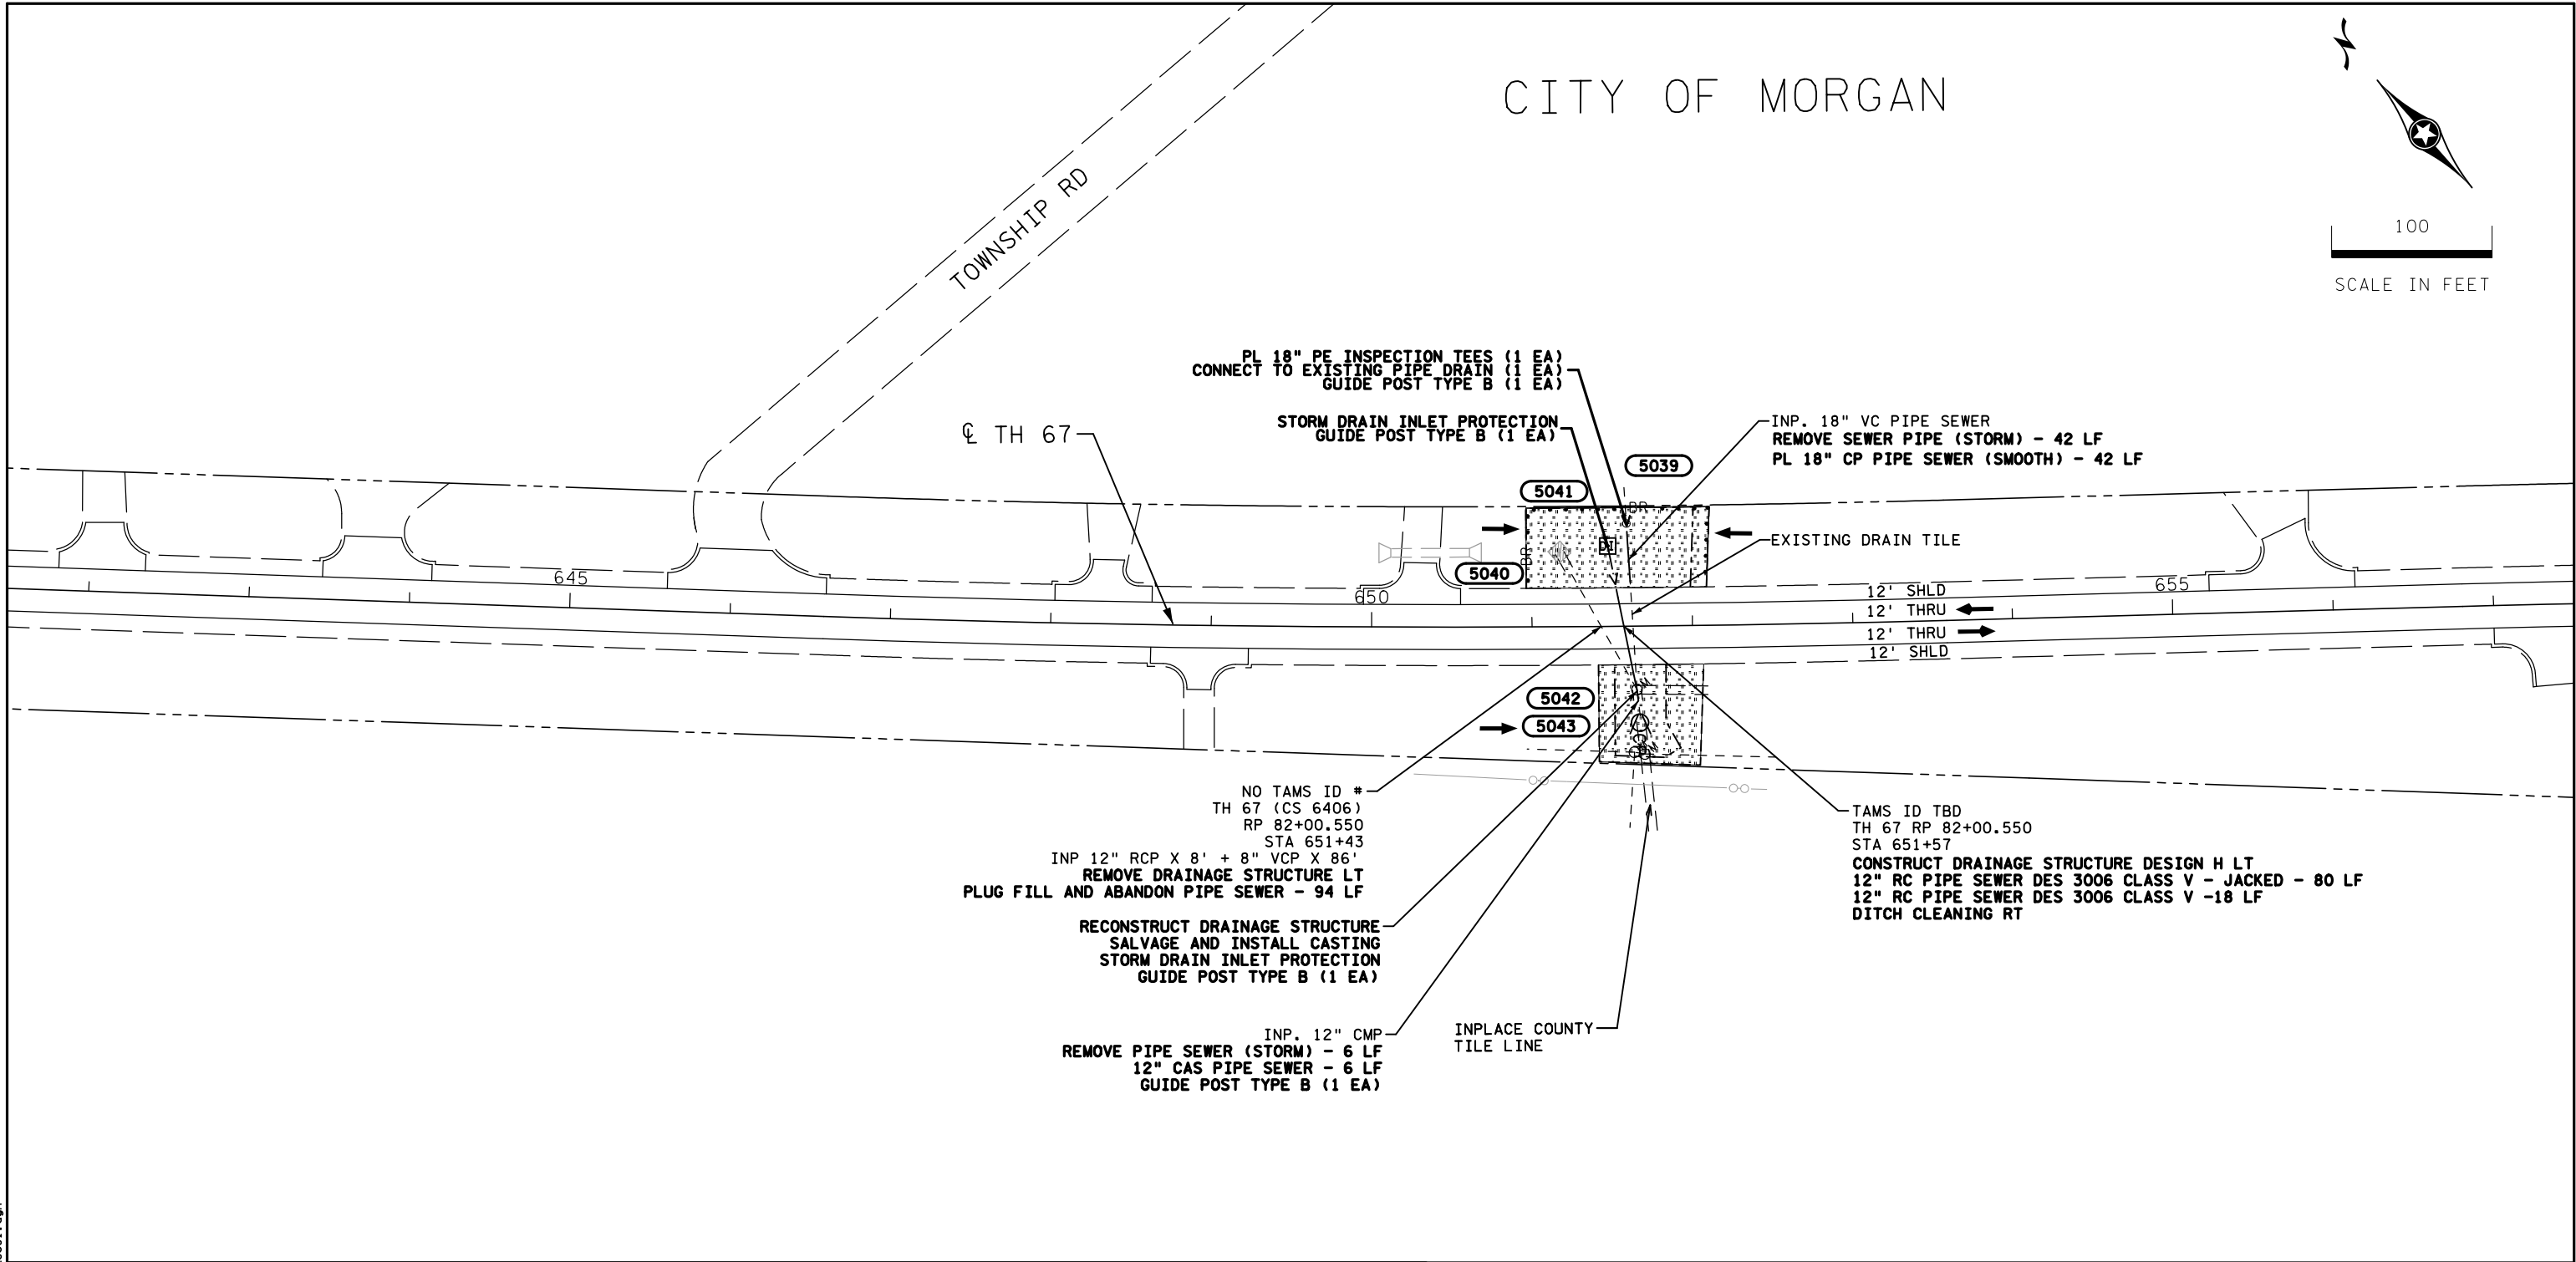 CITY OF MORGAN
100
SCALE IN FEET
TOWNSHIP RD
PL 18" PE INSPECTION TEES (1 EA)
CONNECT TO EXISTING PIPE DRAIN (1 EA)
GUIDE POST TYPE B (1 EA)
STORM DRAIN INLET PROTECTION
GUIDE POST TYPE B (1 EA)
℄ TH 67
INP. 18" VC PIPE SEWER
REMOVE SEWER PIPE (STORM) - 42 LF
PL 18" CP PIPE SEWER (SMOOTH) - 42 LF
5039
5041
BR
DI
BR
5040
EXISTING DRAIN TILE
645
650
655
12' SHLD
12' THRU
12' THRU
12' SHLD
5042
5043
NO TAMS ID #
TH 67 (CS 6406)
RP 82+00.550
STA 651+43
INP 12" RCP X 8' + 8" VCP X 86'
REMOVE DRAINAGE STRUCTURE LT
PLUG FILL AND ABANDON PIPE SEWER - 94 LF
TAMS ID TBD
TH 67 RP 82+00.550
STA 651+57
CONSTRUCT DRAINAGE STRUCTURE DESIGN H LT
12" RC PIPE SEWER DES 3006 CLASS V - JACKED - 80 LF
12" RC PIPE SEWER DES 3006 CLASS V -18 LF
DITCH CLEANING RT
RECONSTRUCT DRAINAGE STRUCTURE
SALVAGE AND INSTALL CASTING
STORM DRAIN INLET PROTECTION
GUIDE POST TYPE B (1 EA)
INP. 12" CMP
REMOVE PIPE SEWER (STORM) - 6 LF
12" CAS PIPE SEWER - 6 LF
GUIDE POST TYPE B (1 EA)
INPLACE COUNTY
TILE LINE